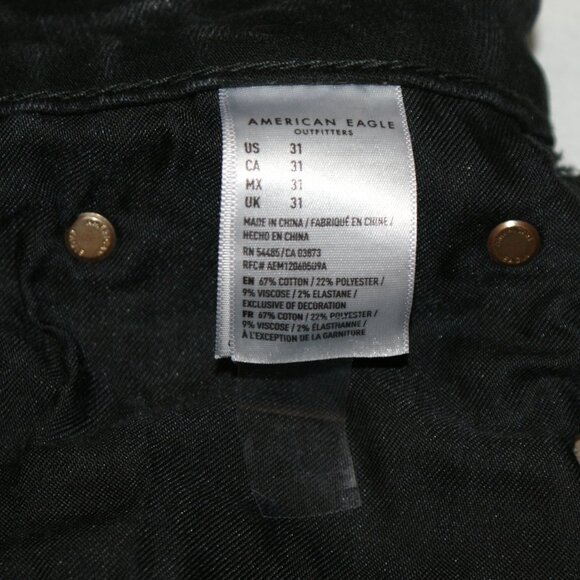 AMERICAN EAGLE
OUTFITTERS
US 31
CA 31
MX 31
UK 31
MADE IN CHINA / FABRIQUÉ EN CHINE /
HECHO EN CHINA
RN 54485/CA 03873
RFC# AEM120605U9A
EN 67% COTTON / 22% POLYESTER /
9% VISCOSE / 2% ELASTANE /
EXCLUSIVE OF DECORATION
FR 67% COTON / 22% POLYESTER /
9% VISCOSE / 2% ÉLASTHANNE /
À L'EXCEPTION DE LA GARNITURE